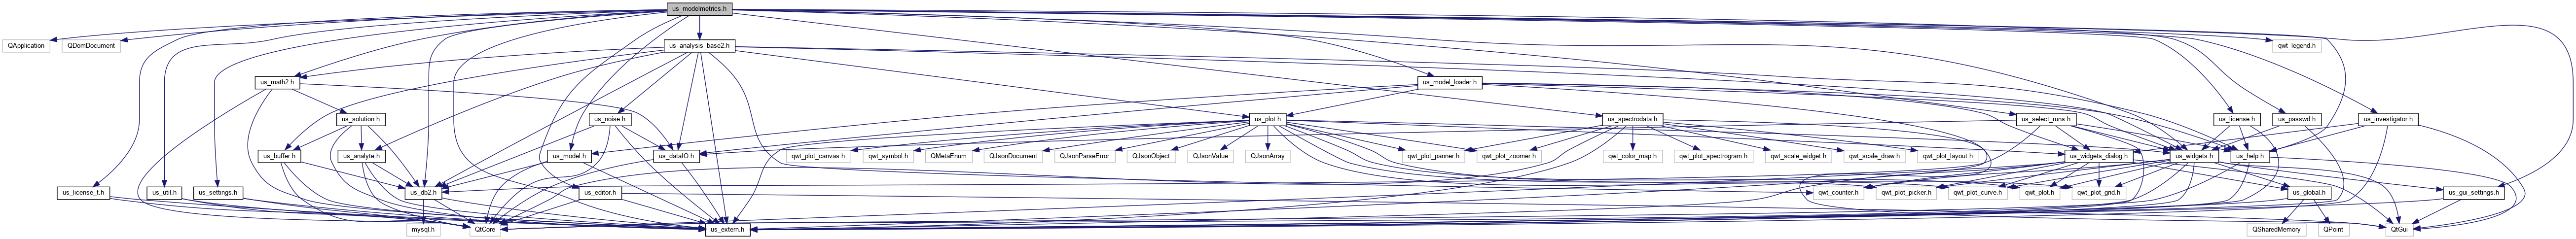 us_modelmetrics.h
QApplication
QDomDocument
us_analysis_base2.h
qwt_legend.h
us_math2.h
us_model_loader.h
us_solution.h
us_noise.h
us_plot.h
us_spectrodata.h
us_select_runs.h
us_license.h
us_passwd.h
us_investigator.h
us_buffer.h
us_analyte.h
us_model.h
us_dataIO.h
qwt_plot_canvas.h
qwt_symbol.h
QMetaEnum
QJsonDocument
QJsonParseError
QJsonObject
QJsonValue
QJsonArray
qwt_plot_panner.h
qwt_plot_zoomer.h
qwt_color_map.h
qwt_plot_spectrogram.h
qwt_scale_widget.h
qwt_scale_draw.h
qwt_plot_layout.h
us_widgets_dialog.h
us_widgets.h
us_help.h
us_license_t.h
us_util.h
us_settings.h
us_db2.h
us_editor.h
qwt_counter.h
qwt_plot_picker.h
qwt_plot_curve.h
qwt_plot.h
qwt_plot_grid.h
us_global.h
us_gui_settings.h
mysql.h
QtCore
us_extern.h
QSharedMemory
QPoint
QtGui